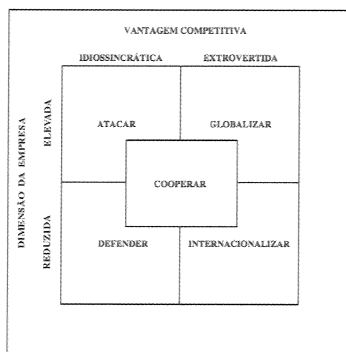 VANTAGEM COMPETITIVA
IDIOSSINCRÁTICA EXTROVERTIDA
DIMENSÃO DA EMPRESA
ELEVADA
ATACAR GLOBALIZAR
COOPERAR
REDUZIDA
DEFENDER INTERNACIONALIZAR